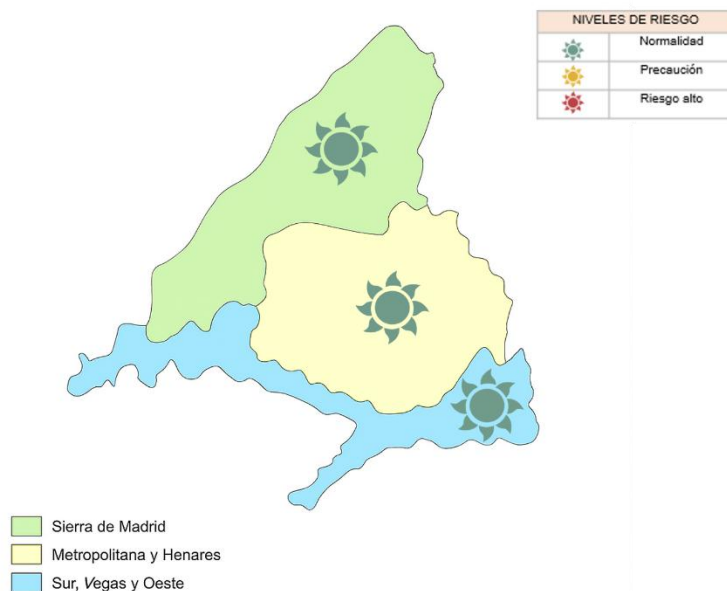 NIVELES DE RIESGO
Normalidad
Precaución
Riesgo alto
Sierra de Madrid
Metropolitana y Henares
Sur, Vegas y Oeste